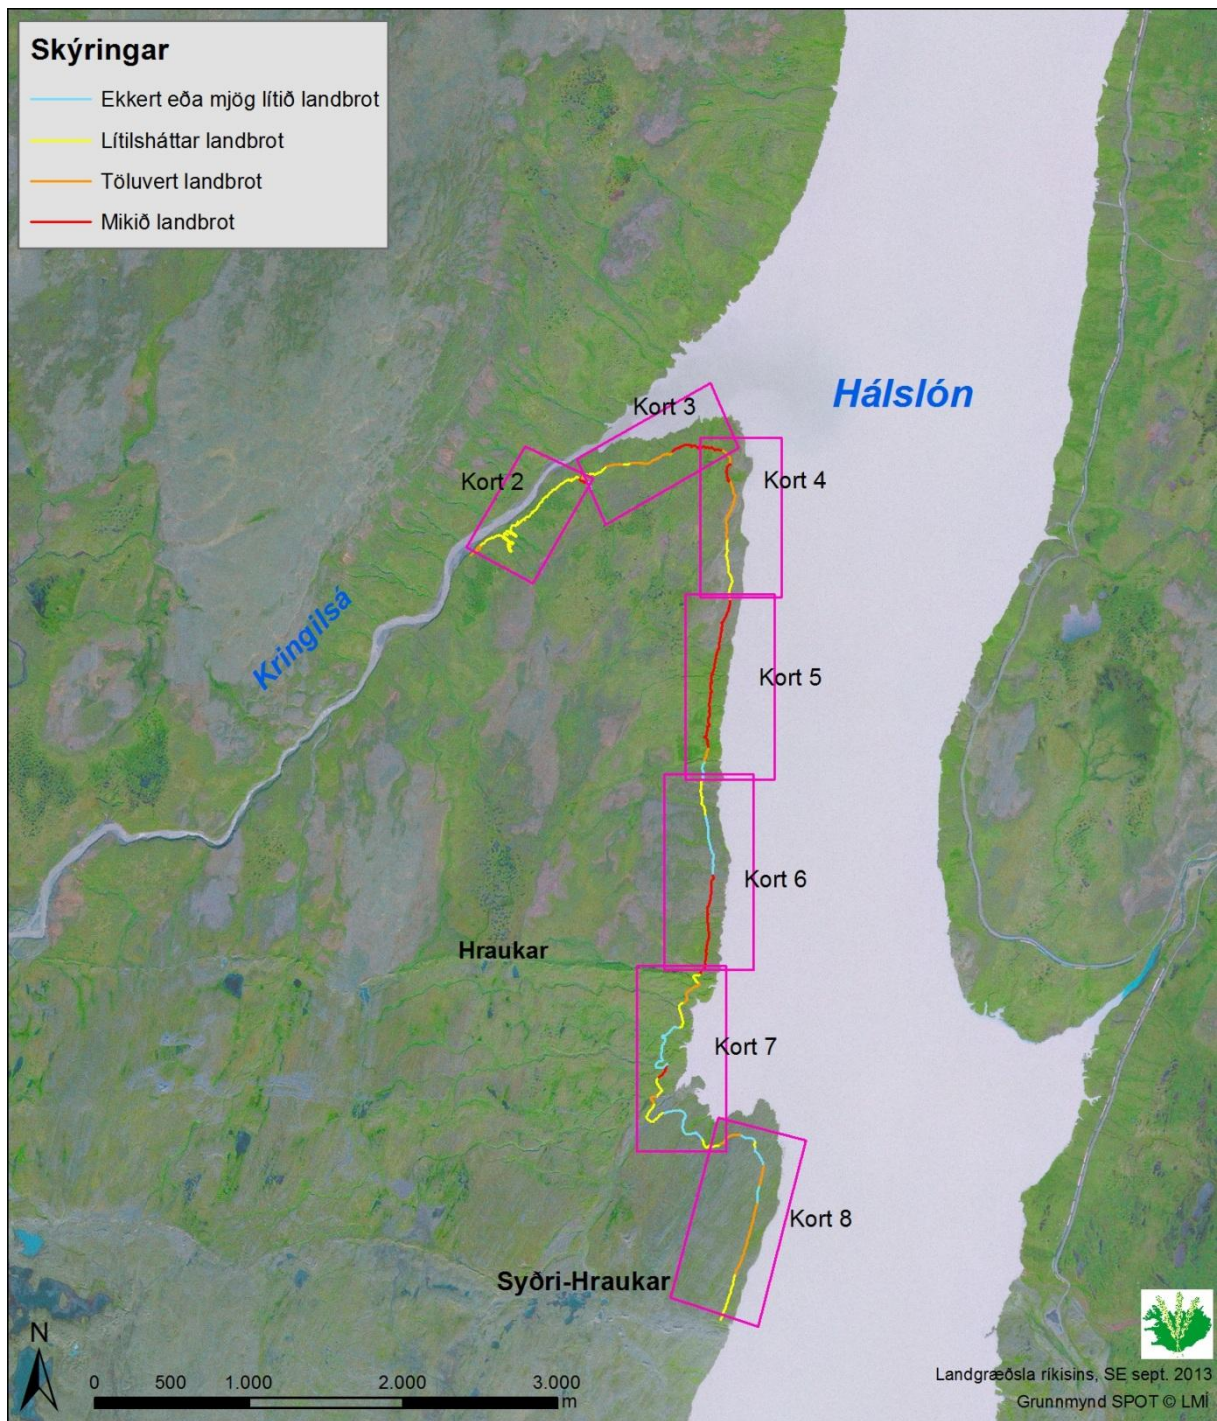 Skýringar
Ekkert eða mjög lítið landbrot
Lítilsháttar landbrot
Töluvert landbrot
Mikið landbrot
Hálslón
Kort 3
Kort 2
Kort 4
Kringilsá
Kort 5
Kort 6
Hraukar
Kort 7
Kort 8
Syðri-Hraukar
N
0 500 1.000 2.000 3.000
m
Landgræðsla ríkisins, SE sept. 2013
Grunnmynd SPOT © LMÍ